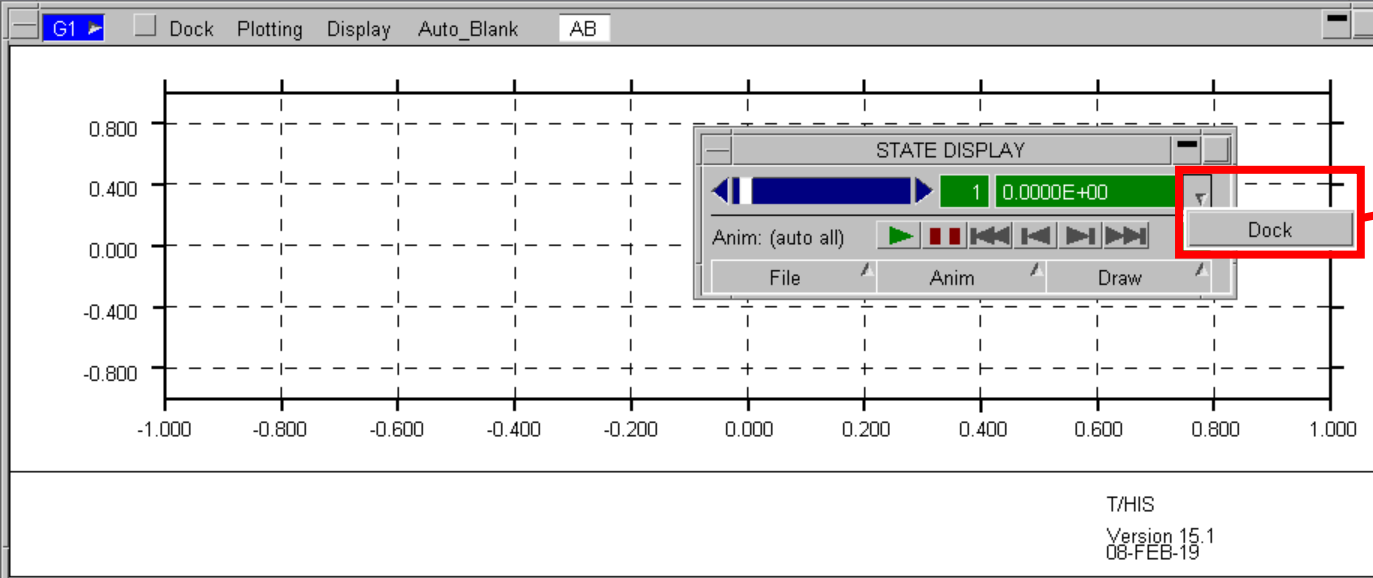 G1 Dock Plotting Display Auto_Blank AB
STATE DISPLAY
1 0.0000E+00
Dock
Anim: (auto all)
File Anim Draw
0.800
0.400
0.000
-0.400
-0.800
-1.000 -0.800 -0.600 -0.400 -0.200 0.000 0.200 0.400 0.600 0.800 1.000
T/HIS
Version 15.1
08-FEB-19